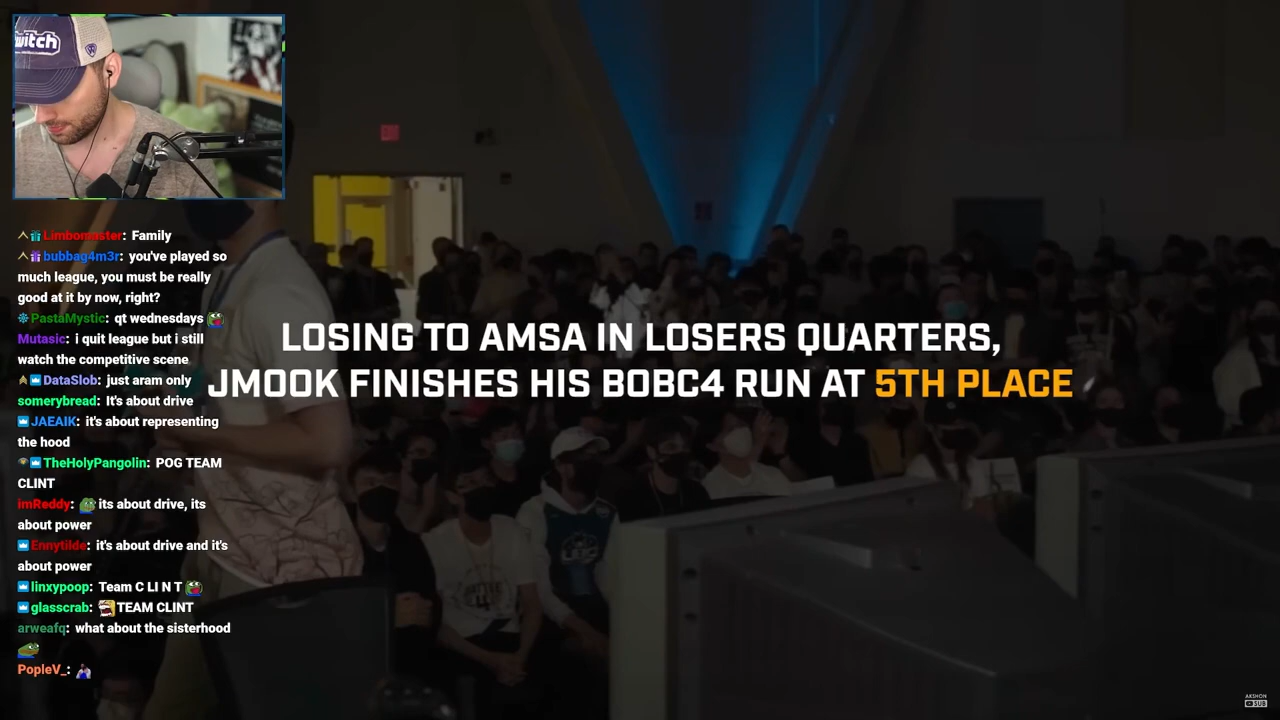 witch
Limbomaster: Family
bubbag4m3r: you've played so
much league, you must be really
good at it by now, right?
PastaMystic: qt wednesdays
Mutasic: i quit league but i still
watch the competitive scene
DataSlob: just aram only
somerybread: It's about drive
JAEAIK: it's about representing
the hood
TheHolyPangolin: POG TEAM
CLINT
imReddy: its about drive, its
about power
Ennytilde: it's about drive and it's
about power
linxypoop: Team C LI N T
glasscrab: TEAM CLINT
arweafq: what about the sisterhood
PopleV_:
LOSING TO AMSA IN LOSERS QUARTERS,
JMOOK FINISHES HIS BOBC4 RUN AT 5TH PLACE
AKSHON
SUB